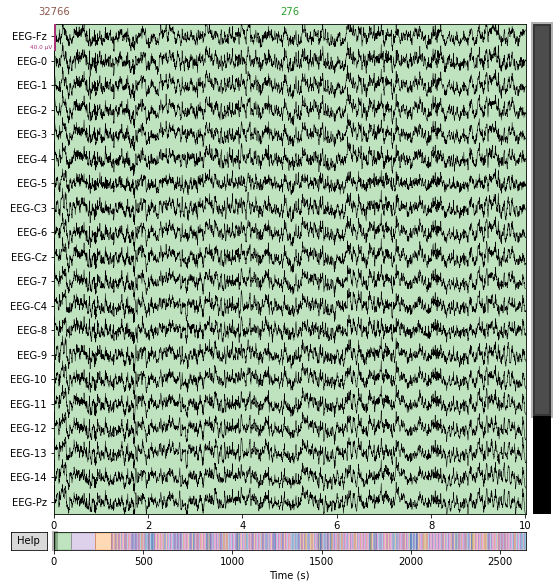 32766 276
EEG-Fz
40.0 µV
EEG-0
EEG-1
EEG-2
EEG-3
EEG-4
EEG-5
EEG-C3
EEG-6
EEG-Cz
EEG-7
EEG-C4
EEG-8
EEG-9
EEG-10
EEG-11
EEG-12
EEG-13
EEG-14
EEG-Pz
0 2 4 6 8 10
Help
0 500 1000 1500 2000 2500
Time (s)